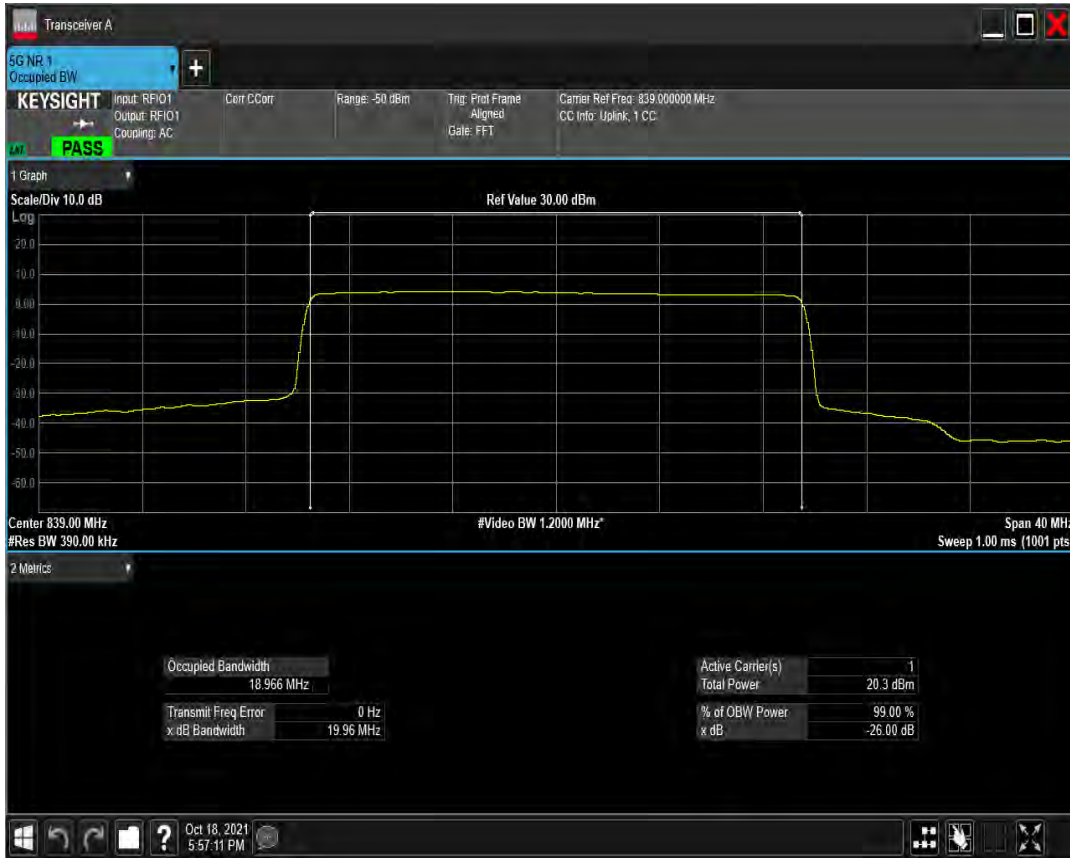 Transceiver A
5G NR 1
Occupied BW
+
KEYSIGHT
Input: RFIO1
Output: RFIO1
Coupling: AC
Corr CCorr
Range: -50 dBm
Trig: Prot Frame
Aligned
Gate: FFT
Carrier Ref Freq: 839.000000 MHz
CC Info: Uplink, 1 CC
PASS
1 Graph
Scale/Div 10.0 dB
Ref Value 30.00 dBm
Log
20.0
10.0
0.00
-10.0
-20.0
-30.0
-40.0
-50.0
-60.0
Center 839.00 MHz
#Video BW 1.2000 MHz*
Span 40 MHz
#Res BW 390.00 kHz
Sweep 1.00 ms (1001 pts
2 Metrics
Occupied Bandwidth
18.966 MHz
Transmit Freq Error 0 Hz
x dB Bandwidth 19.96 MHz
Active Carrier(s) 1
Total Power 20.3 dBm
% of OBW Power 99.00 %
x dB -26.00 dB
?
Oct 18, 2021
5:57:11 PM